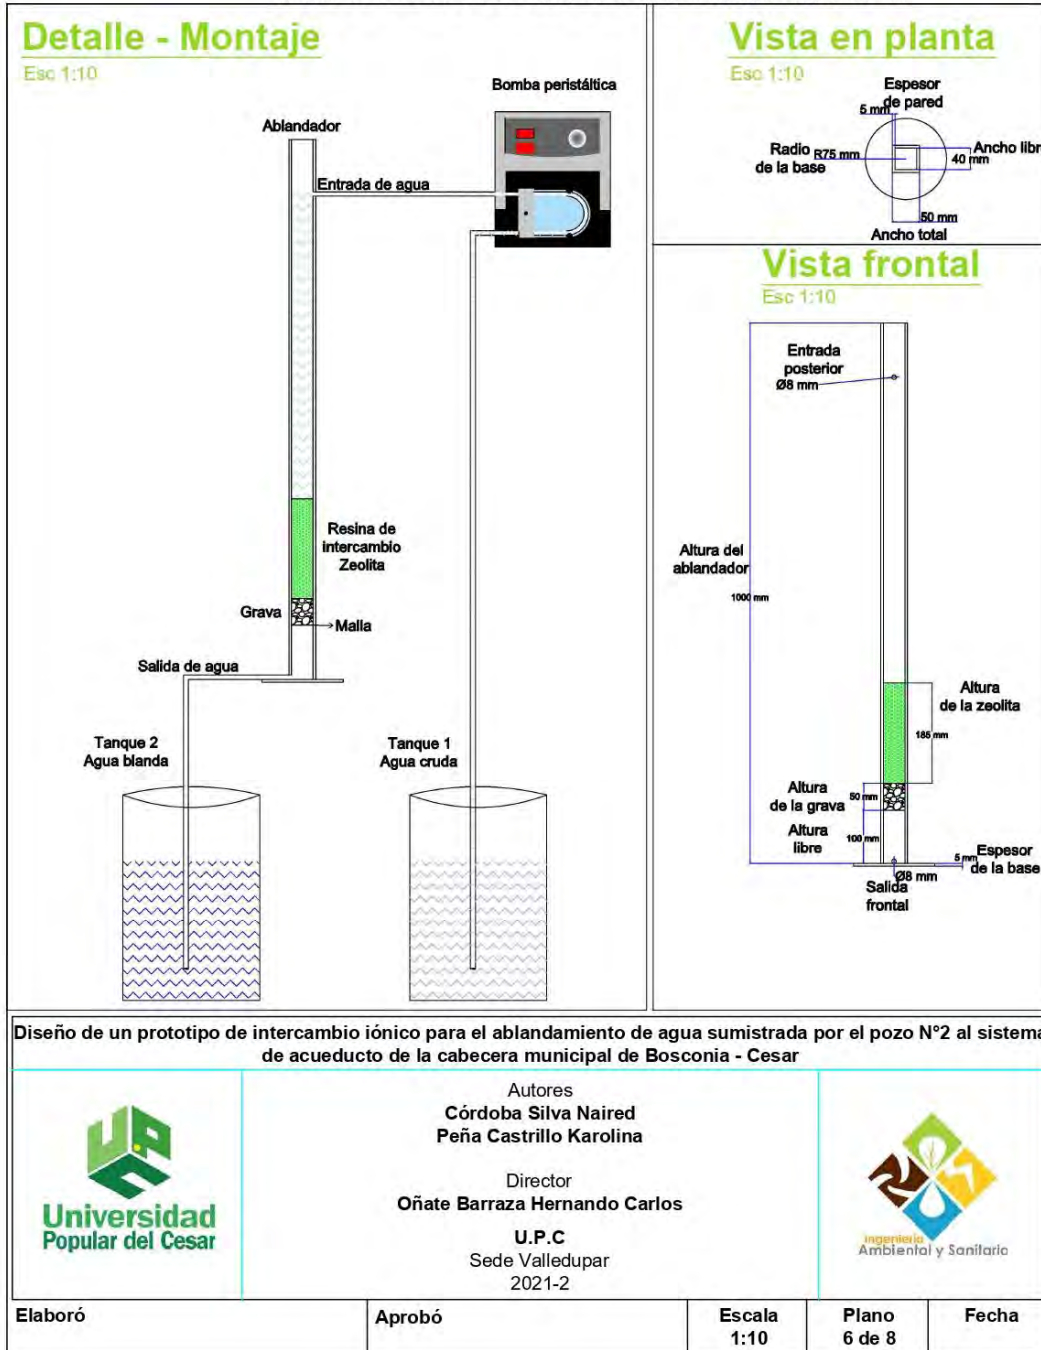 Detalle - Montaje
Esc 1:10
Bomba peristáltica
Ablandador
Entrada de agua
Resina de
intercambio
Zeolita
Grava
Malla
Salida de agua
Tanque 2
Agua blanda
Tanque 1
Agua cruda
Vista en planta
Esc 1:10
Espesor
de pared
5 mm
Radio
de la base
R75 mm
Ancho libr
40 mm
50 mm
Ancho total
Vista frontal
Esc 1:10
Entrada
posterior
Ø8 mm
Altura del
ablandador
1000 mm
Altura
de la zeolita
185 mm
Altura
de la grava
50 mm
Altura
libre
100 mm
5 mm
Espesor
de la base
Ø8 mm
Salida
frontal
Diseño de un prototipo de intercambio iónico para el ablandamiento de agua sumistrada por el pozo N°2 al sistema
de acueducto de la cabecera municipal de Bosconia - Cesar
U.P.C
Universidad
Popular del Cesar
Autores
Córdoba Silva Naired
Peña Castrillo Karolina
Director
Oñate Barraza Hernando Carlos
U.P.C
Sede Valledupar
2021-2
Ingeniería
Ambiental y Sanitaria
Elaboró
Aprobó
Escala
1:10
Plano
6 de 8
Fecha